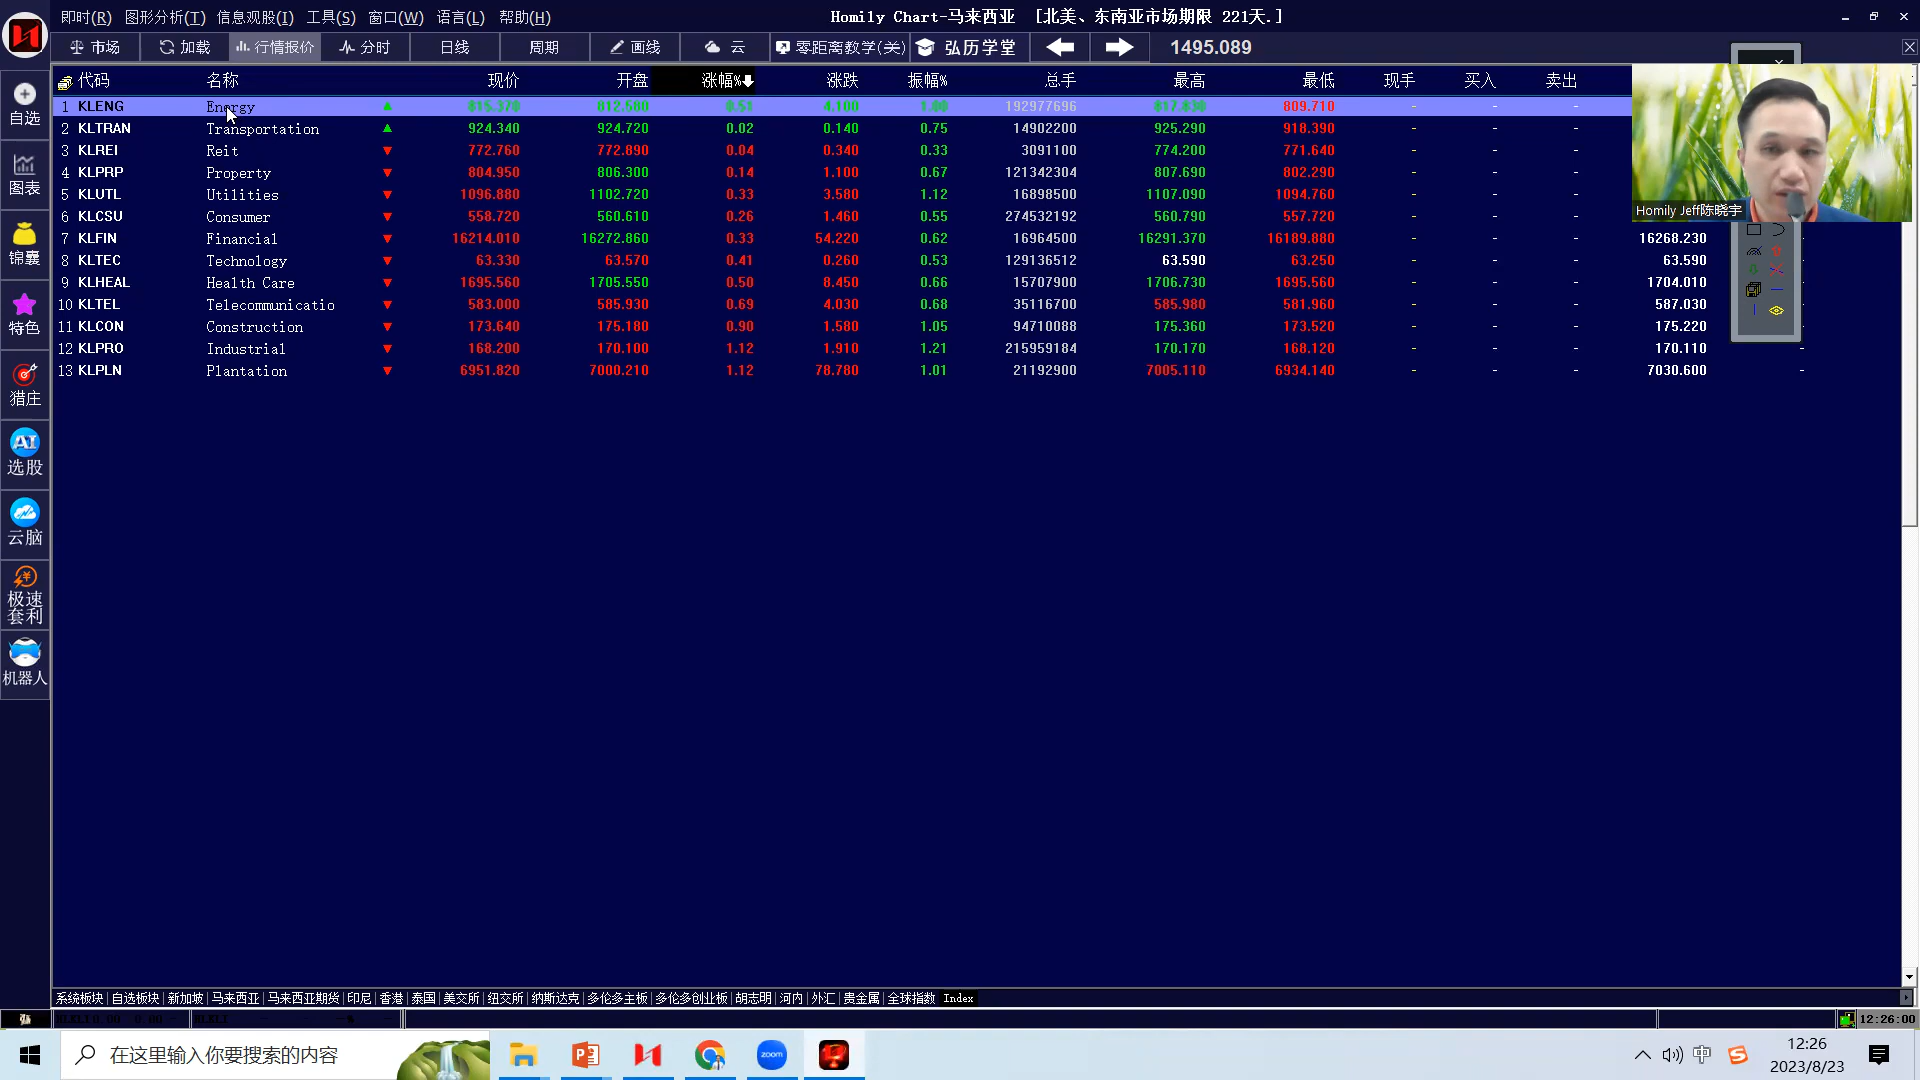 即时(R) 图形分析(T) 信息观股(I) 工具(S) 窗口(W) 语言(L) 帮助(H) Homily Chart-马来西亚 [北美、东南亚市场期限 221天.]
市场 加载 行情报价 分时 日线 周期 画线 云 零距离教学(关) 弘历学堂 1495.089
代码 名称 现价 开盘 涨幅% 涨跌 振幅% 总手 最高 最低 现手 买入 卖出
1 KLENG Energy 815.370 812.580 0.51 4.100 1.00 192977696 817.830 809.710 - - -
2 KLTRAN Transportation 924.340 924.720 0.02 0.140 0.75 14902200 925.290 918.390 - - -
3 KLREI Reit 772.760 772.890 0.04 0.340 0.33 3091100 774.200 771.640 - - -
4 KLPRP Property 804.950 806.300 0.14 1.100 0.67 121342304 807.690 802.290 - - -
5 KLUTL Utilities 1096.880 1102.720 0.33 3.580 1.12 16898500 1107.090 1094.760 - - -
6 KLCSU Consumer 558.720 560.610 0.26 1.460 0.55 274532192 560.790 557.720 - - -
7 KLFIN Financial 16214.010 16272.860 0.33 54.220 0.62 16964500 16291.370 16189.880 - - - 16268.230 -
8 KLTEC Technology 63.330 63.570 0.41 0.260 0.53 129136512 63.590 63.250 - - - 63.590
9 KLHEAL Health Care 1695.560 1705.550 0.50 8.450 0.66 15707900 1706.730 1695.560 - - - 1704.010
10 KLTEL Telecommunicatio 583.000 585.930 0.69 4.030 0.68 35116700 585.980 581.960 - - - 587.030
11 KLCON Construction 173.640 175.180 0.90 1.580 1.05 94710088 175.360 173.520 - - - 175.220
12 KLPRO Industrial 168.200 170.100 1.12 1.910 1.21 215959184 170.170 168.120 - - - 170.110 -
13 KLPLN Plantation 6951.820 7000.210 1.12 78.780 1.01 21192900 7005.110 6934.140 - - - 7030.600 -
Homily Jeff陈晓宇
自选
图表
锦囊
特色
猎庄
AI
选股
云脑
极速
套利
机器人
系统板块 自选板块 新加坡 马来西亚 马来西亚期货 印尼 香港 泰国 美交所 纽交所 纳斯达克 多伦多主板 多伦多创业板 胡志明 河内 外汇 贵金属 全球指数 Index
12:26:00
在这里输入你要搜索的内容 zoom 中 12:26
2023/8/23